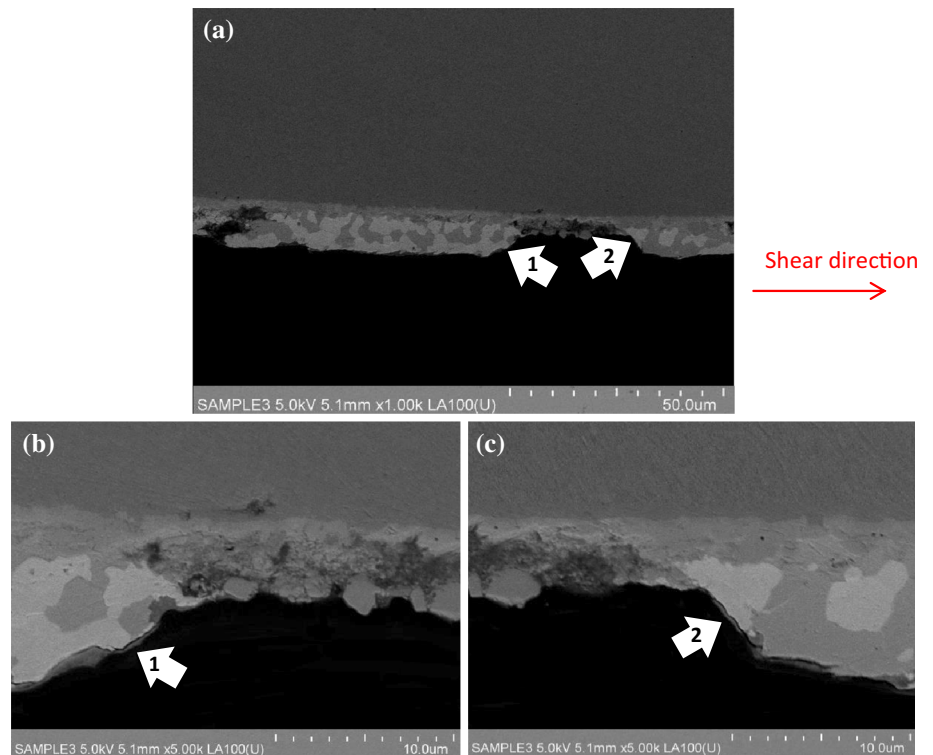 (a)
1
2
Shear direction
SAMPLE3 5.0kV 5.1mm x1.00k LA100(U)
50.0um
(b)
(c)
1
2
SAMPLE3 5.0kV 5.1mm x5.00k LA100(U)
10.0um
SAMPLE3 5.0kV 5.1mm x5.00k LA100(U)
10.0um